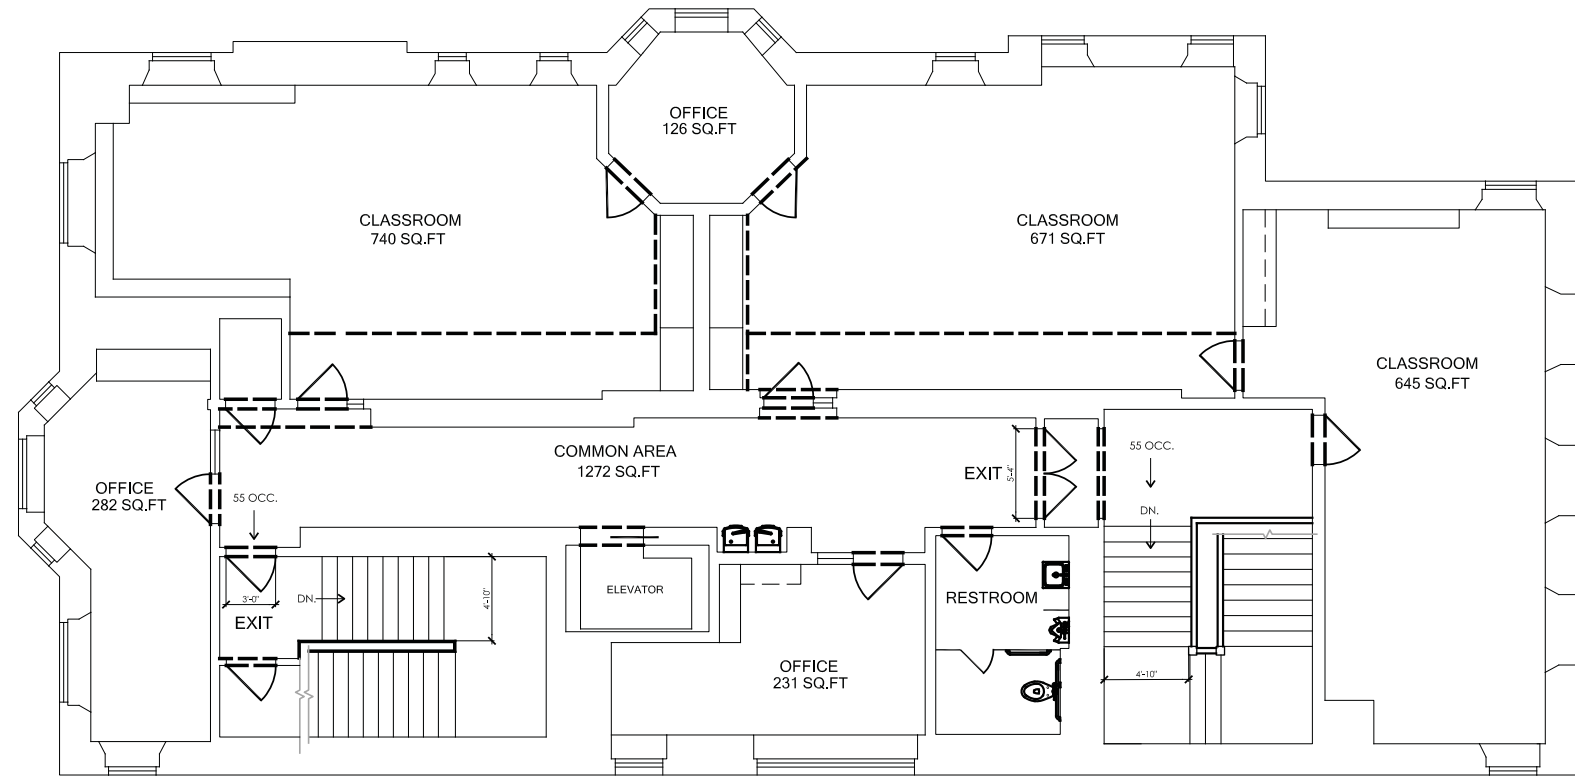 OFFICE
126 SQ.FT
CLASSROOM
740 SQ.FT
CLASSROOM
671 SQ.FT
CLASSROOM
645 SQ.FT
COMMON AREA
1272 SQ.FT
EXIT
5'-4"
55 OCC.
DN.
OFFICE
282 SQ.FT
55 OCC.
3'-0"
EXIT
DN.
4'-10"
ELEVATOR
RESTROOM
OFFICE
231 SQ.FT
4'-10"